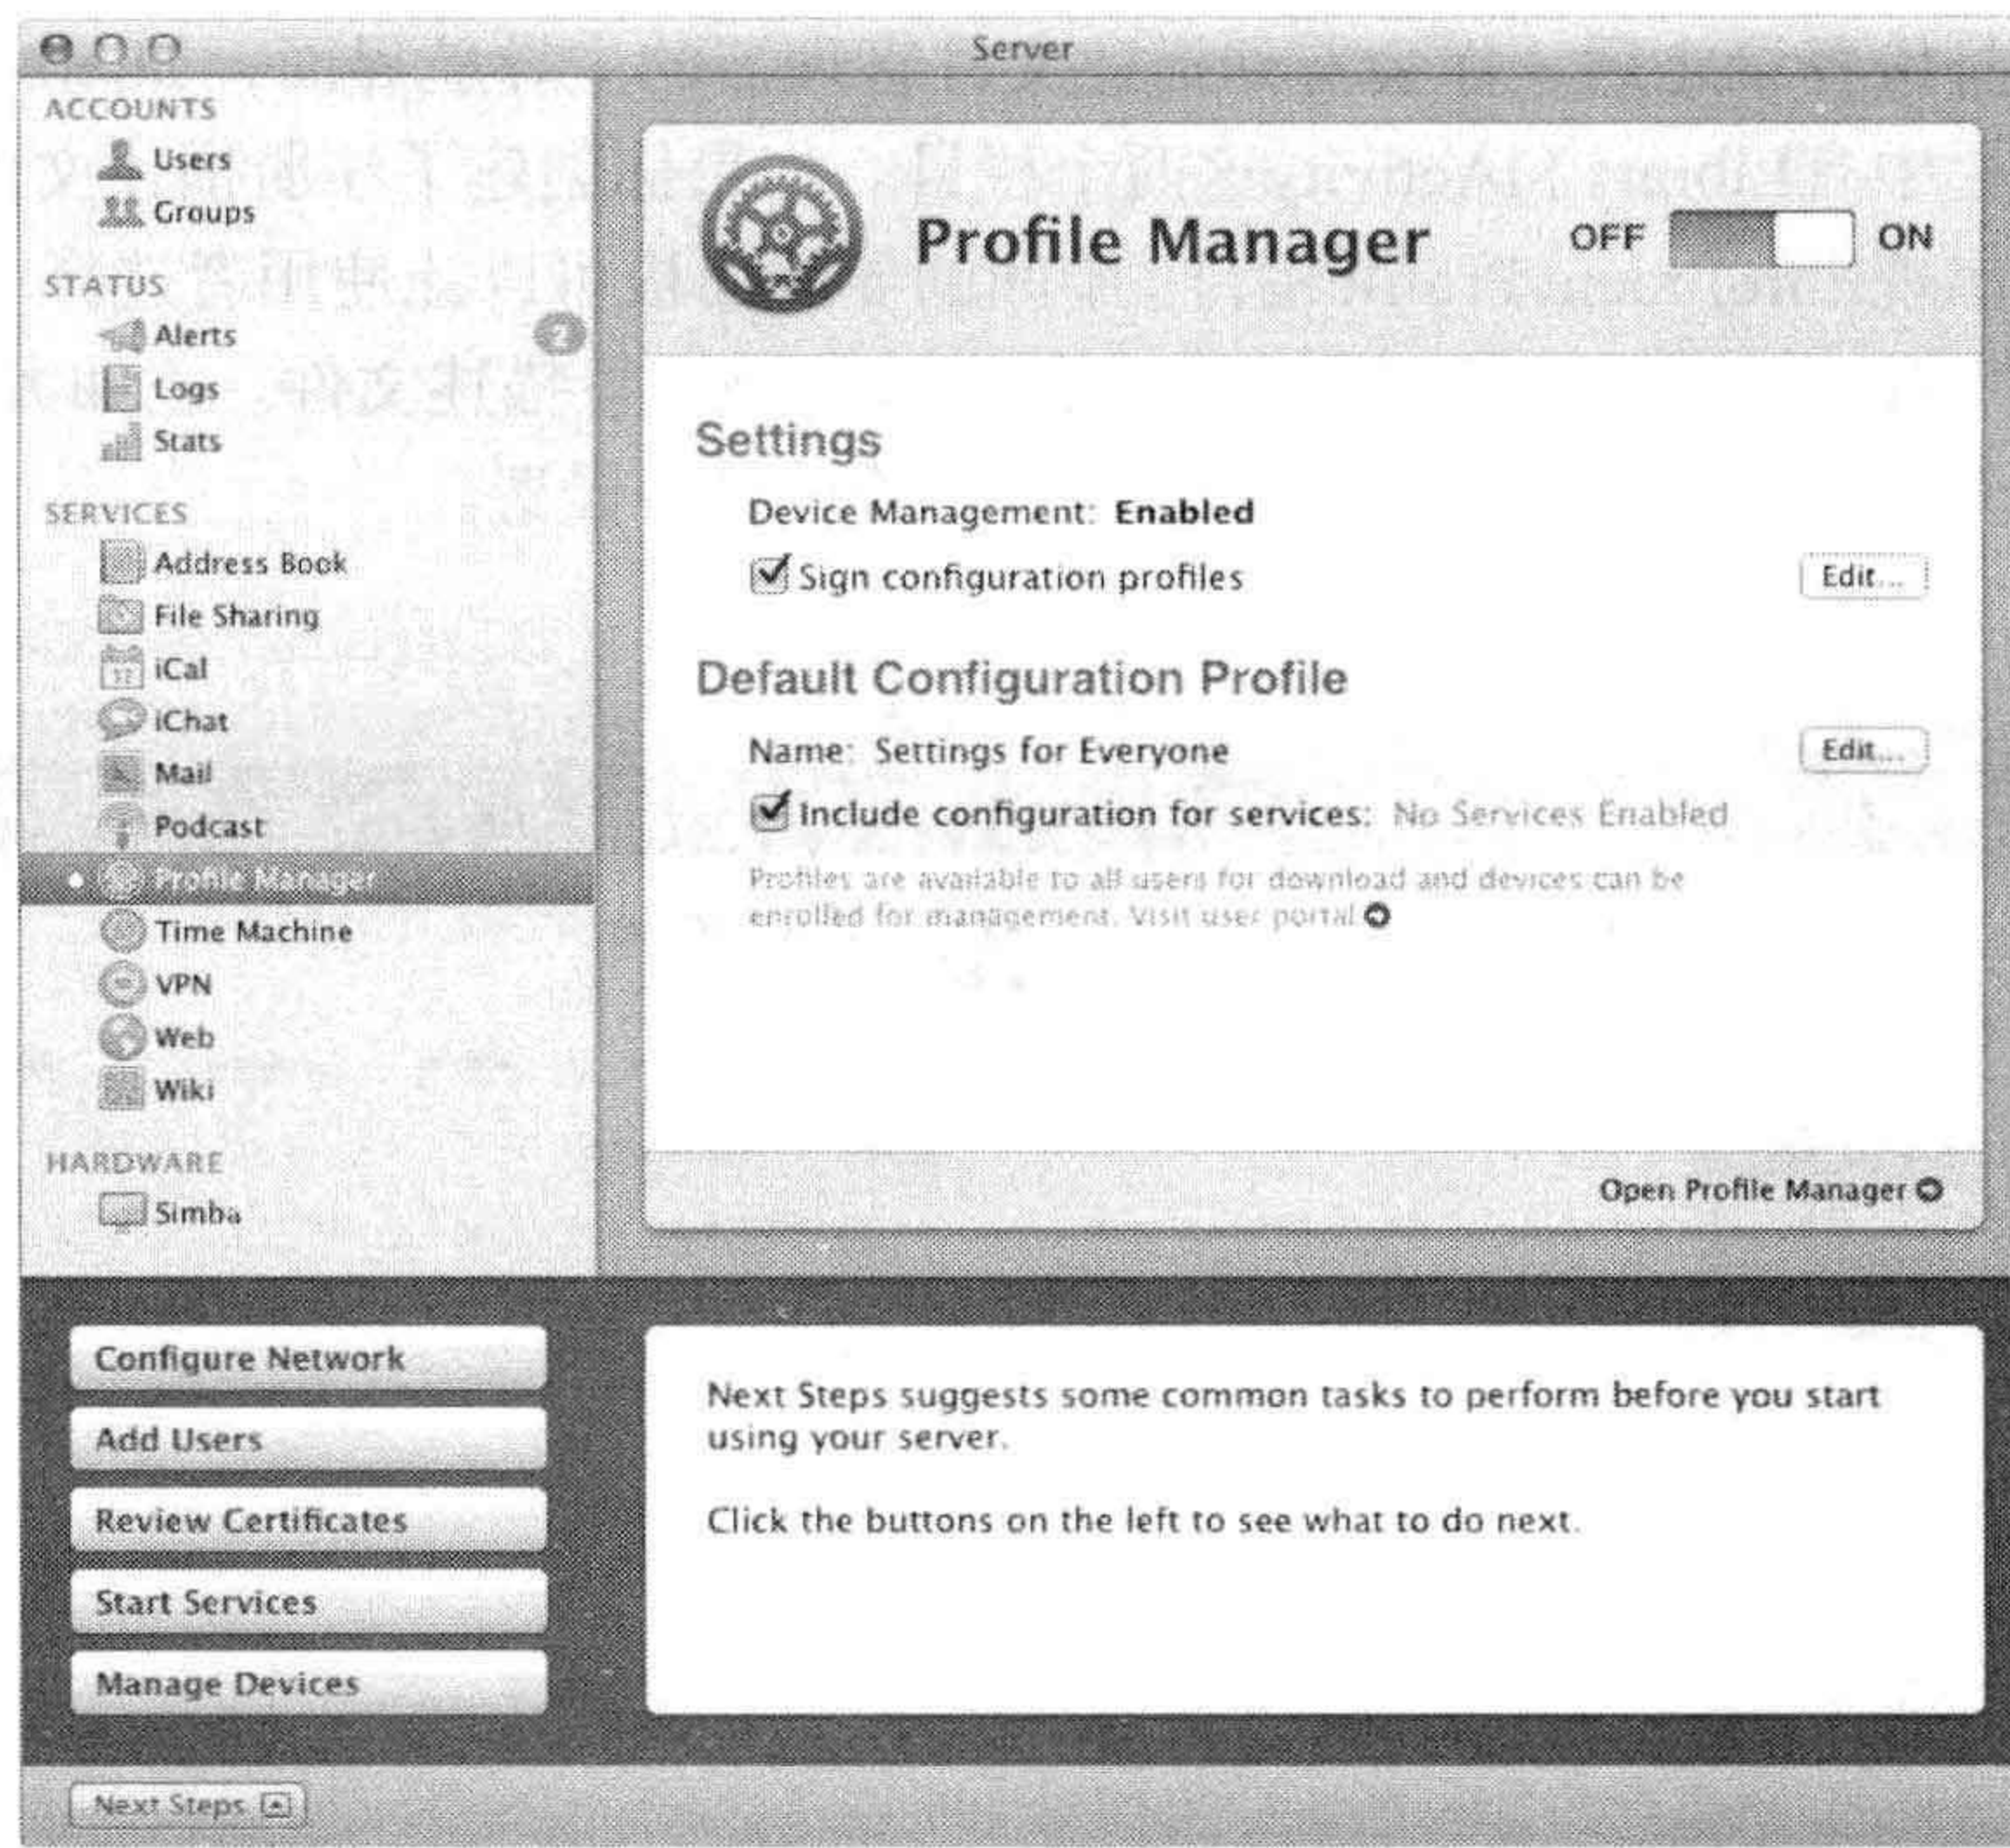 Server
ACCOUNTS
Users
Groups
STATUS
Alerts
2
Logs
Stats
SERVICES
Address Book
File Sharing
iCal
iChat
Mail
Podcast
Profile Manager
Time Machine
VPN
Web
Wiki
HARDWARE
Simba
Profile Manager
OFF
ON
Settings
Device Management: Enabled
Sign configuration profiles
Edit...
Default Configuration Profile
Name: Settings for Everyone
Edit...
Include configuration for services: No Services Enabled
Profiles are available to all users for download and devices can be
enrolled for management. Visit user portal
Open Profile Manager
Configure Network
Add Users
Review Certificates
Start Services
Manage Devices
Next Steps suggests some common tasks to perform before you start
using your server.
Click the buttons on the left to see what to do next.
Next Steps